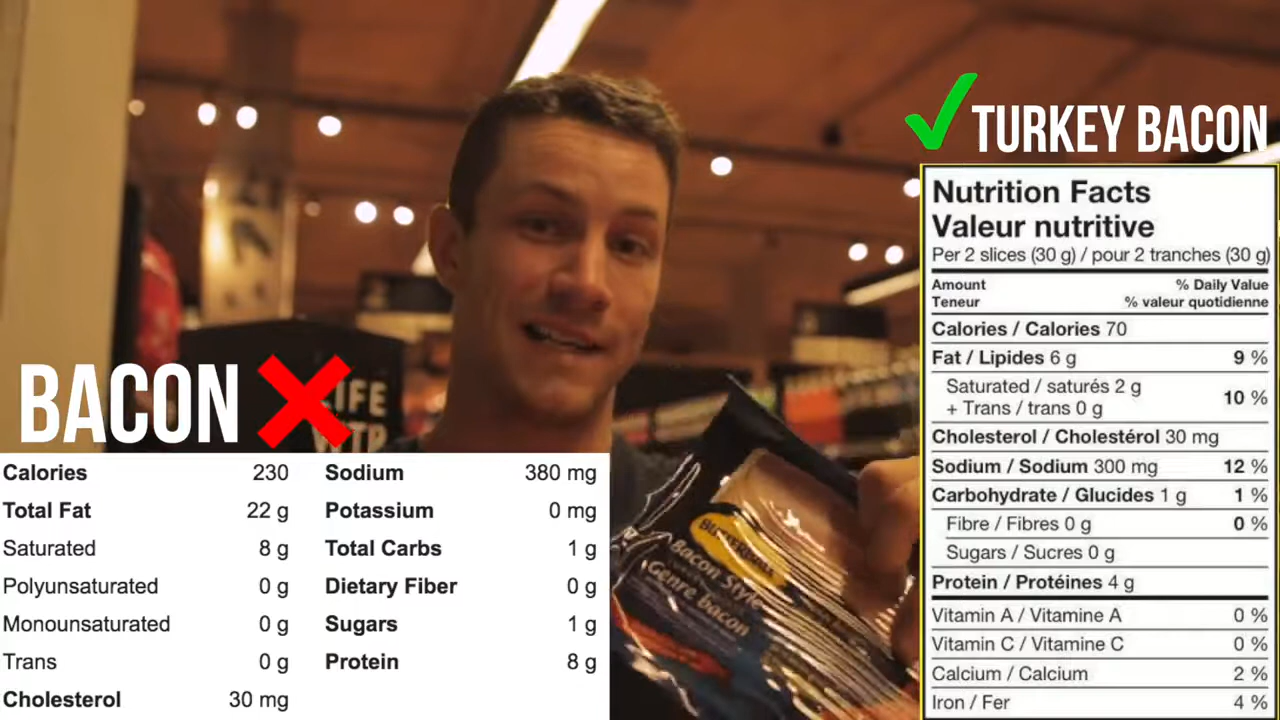 TURKEY BACON
Nutrition Facts
Valeur nutritive
Per 2 slices (30 g) / pour 2 tranches (30 g)
Amount % Daily Value
Teneur % valeur quotidienne
Calories / Calories 70
Fat / Lipides 6 g 9 %
Saturated / saturés 2 g
+ Trans / trans 0 g 10 %
Cholesterol / Cholestérol 30 mg
Sodium / Sodium 300 mg 12 %
Carbohydrate / Glucides 1 g 1 %
Fibre / Fibres 0 g 0 %
Sugars / Sucres 0 g
Protein / Protéines 4 g
Vitamin A / Vitamine A 0 %
Vitamin C / Vitamine C 0 %
Calcium / Calcium 2 %
Iron / Fer 4 %
BACON
Calories 230 Sodium 380 mg
Total Fat 22 g Potassium 0 mg
Saturated 8 g Total Carbs 1 g
Polyunsaturated 0 g Dietary Fiber 0 g
Monounsaturated 0 g Sugars 1 g
Trans 0 g Protein 8 g
Cholesterol 30 mg
Bacon Style
Genre bacon